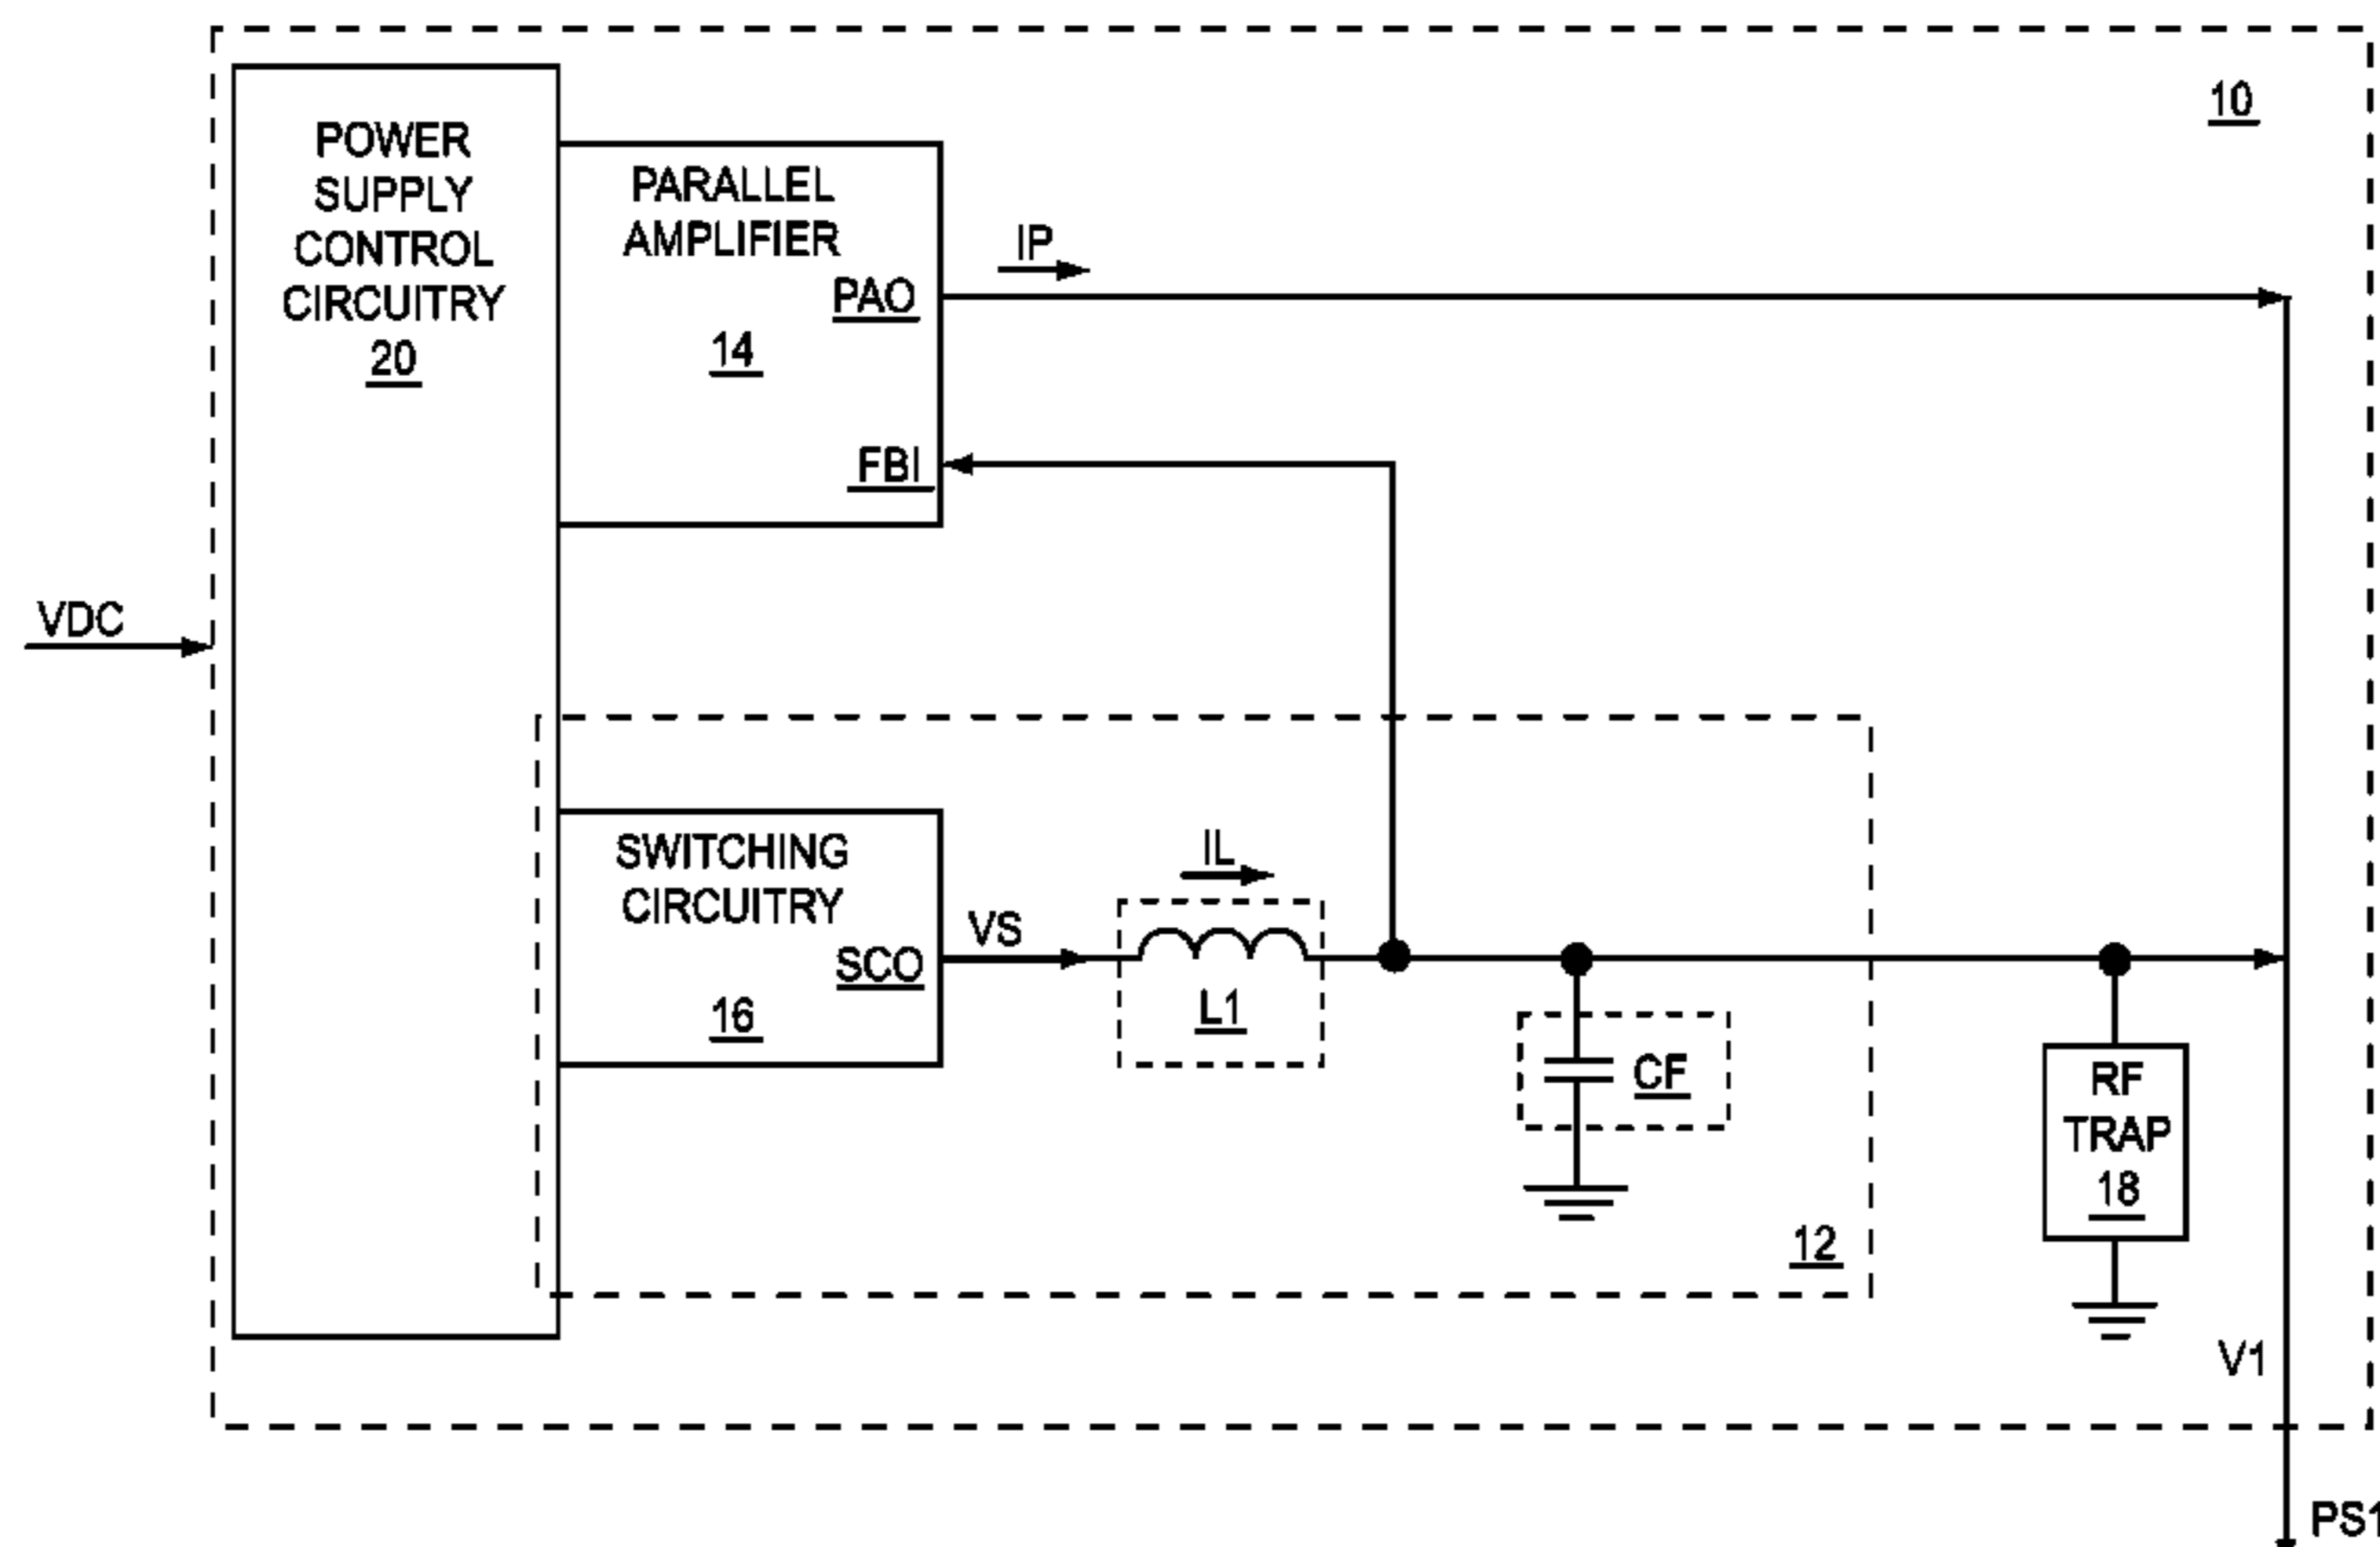 10
POWER
SUPPLY
CONTROL
CIRCUITRY
20
PARALLEL
AMPLIFIER
14
PAO
FBI
IP
VDC
SWITCHING
CIRCUITRY
16
SCO
VS
IL
L1
CF
12
RF
TRAP
18
V1
PS1